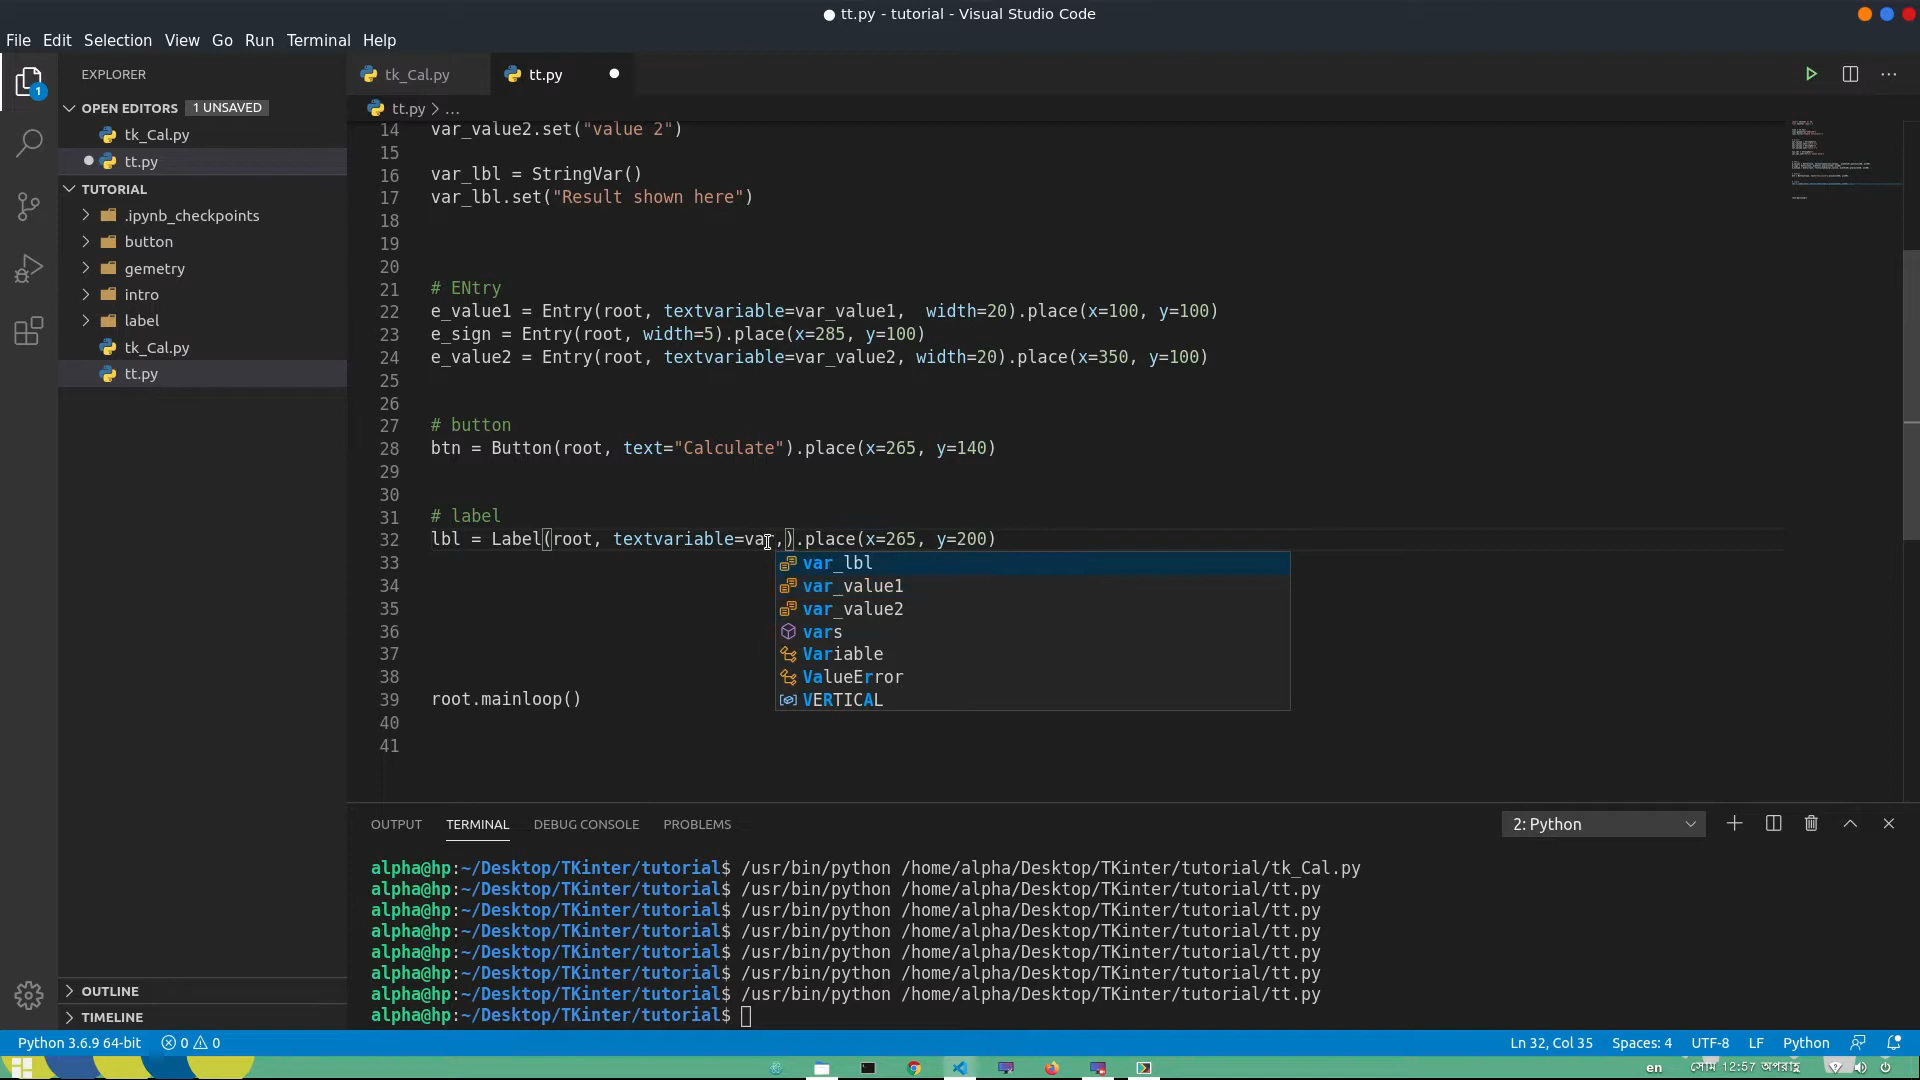 ● tt.py - tutorial - Visual Studio Code
File Edit Selection View Go Run Terminal Help
EXPLORER
OPEN EDITORS 1 UNSAVED
tk_Cal.py
tt.py
TUTORIAL
.ipynb_checkpoints
button
gemetry
intro
label
tk_Cal.py
tt.py
OUTLINE
TIMELINE
tk_Cal.py tt.py
tt.py > ...
14 var_value2.set("value 2")
15
16 var_lbl = StringVar()
17 var_lbl.set("Result shown here")
18
19
20
21 # ENtry
22 e_value1 = Entry(root, textvariable=var_value1,  width=20).place(x=100, y=100)
23 e_sign = Entry(root, width=5).place(x=285, y=100)
24 e_value2 = Entry(root, textvariable=var_value2, width=20).place(x=350, y=100)
25
26
27 # button
28 btn = Button(root, text="Calculate").place(x=265, y=140)
29
30
31 # label
32 lbl = Label(root, textvariable=var,).place(x=265, y=200)
33
34
35
36
37
38
39 root.mainloop()
40
41
var_lbl
var_value1
var_value2
vars
Variable
ValueError
VERTICAL
OUTPUT TERMINAL DEBUG CONSOLE PROBLEMS 2: Python
alpha@hp:~/Desktop/TKinter/tutorial$ /usr/bin/python /home/alpha/Desktop/TKinter/tutorial/tk_Cal.py
alpha@hp:~/Desktop/TKinter/tutorial$ /usr/bin/python /home/alpha/Desktop/TKinter/tutorial/tt.py
alpha@hp:~/Desktop/TKinter/tutorial$ /usr/bin/python /home/alpha/Desktop/TKinter/tutorial/tt.py
alpha@hp:~/Desktop/TKinter/tutorial$ /usr/bin/python /home/alpha/Desktop/TKinter/tutorial/tt.py
alpha@hp:~/Desktop/TKinter/tutorial$ /usr/bin/python /home/alpha/Desktop/TKinter/tutorial/tt.py
alpha@hp:~/Desktop/TKinter/tutorial$ /usr/bin/python /home/alpha/Desktop/TKinter/tutorial/tt.py
alpha@hp:~/Desktop/TKinter/tutorial$ /usr/bin/python /home/alpha/Desktop/TKinter/tutorial/tt.py
alpha@hp:~/Desktop/TKinter/tutorial$
Python 3.6.9 64-bit 0 0 Ln 32, Col 35 Spaces: 4 UTF-8 LF Python
en সোম 12:57 অপরাহ্ণ